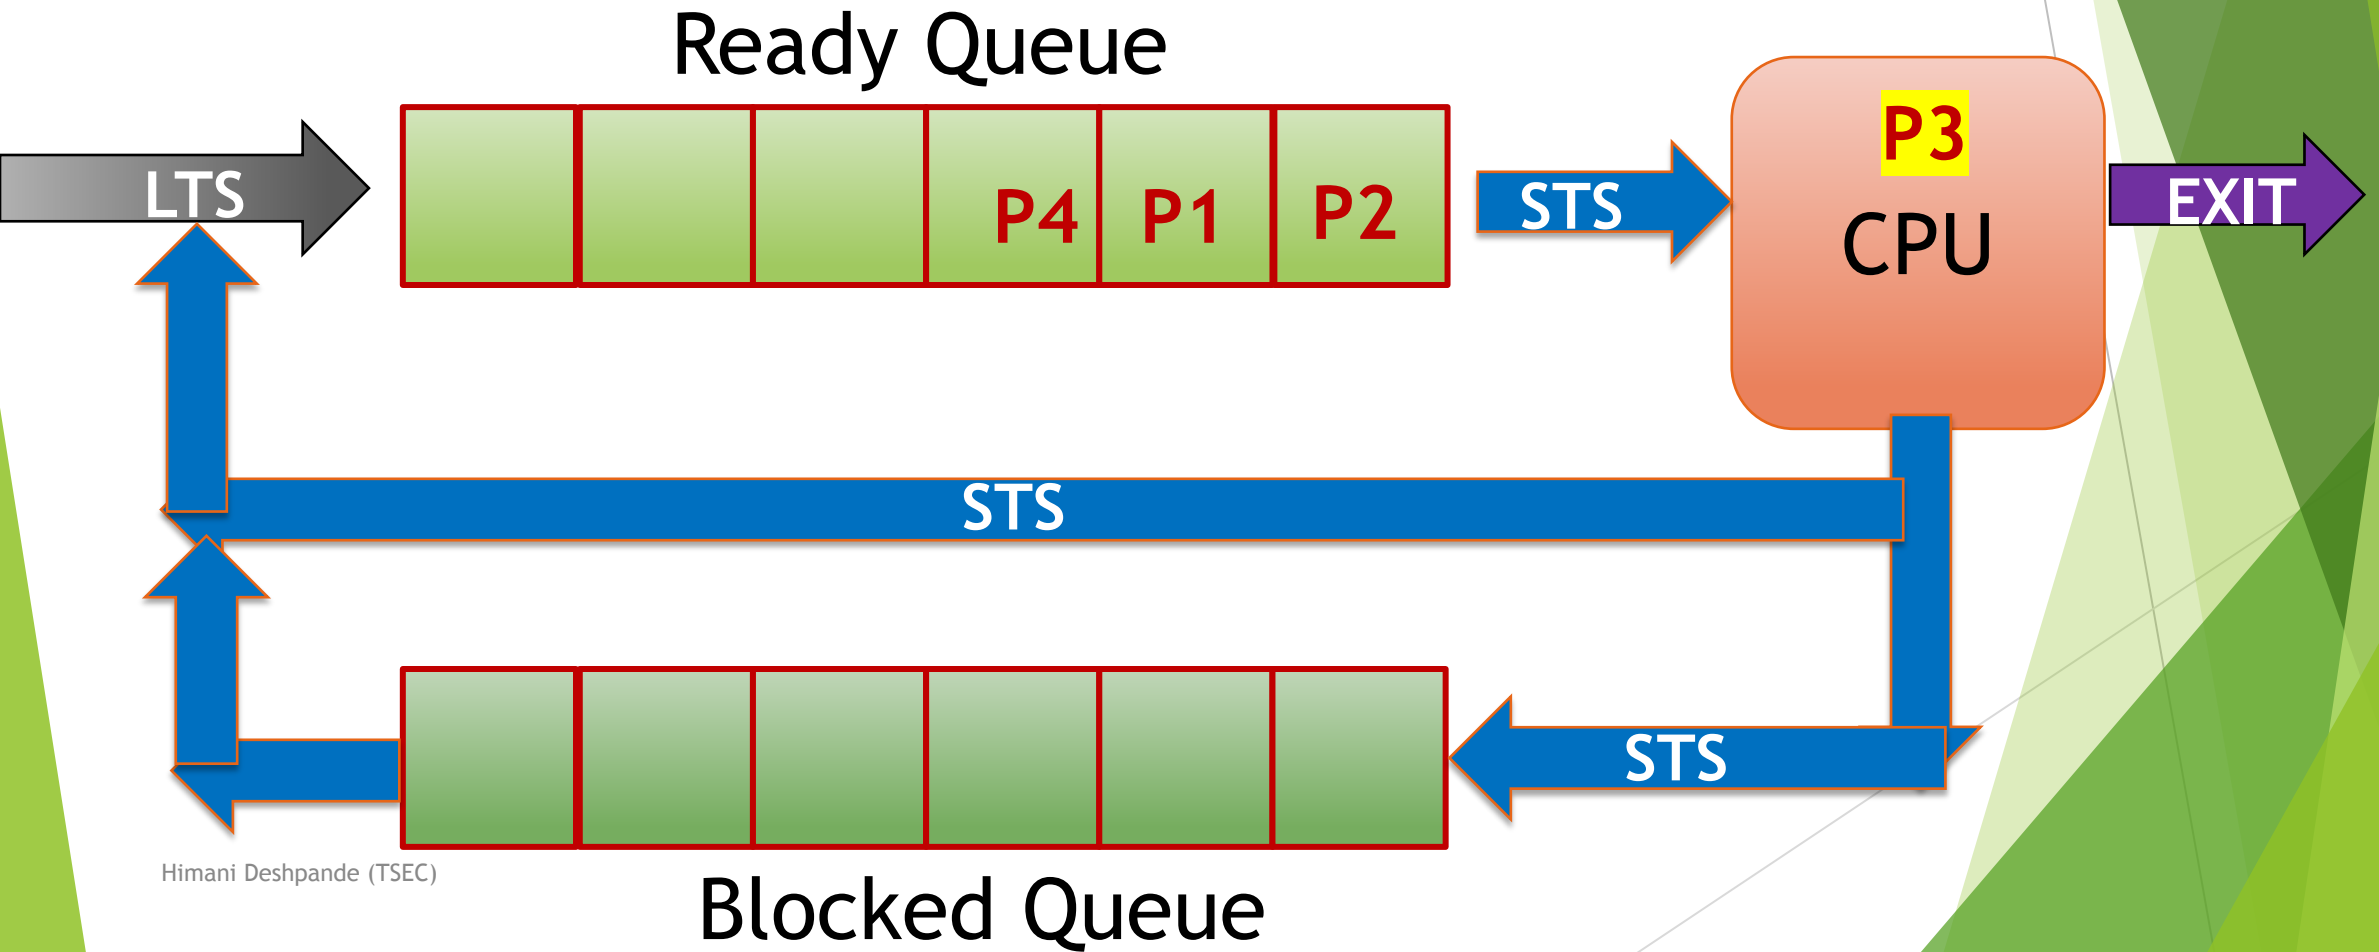 Ready Queue
LTS
P4 P1 P2
STS
P3
CPU
EXIT
STS
STS
Himani Deshpande (TSEC)
Blocked Queue